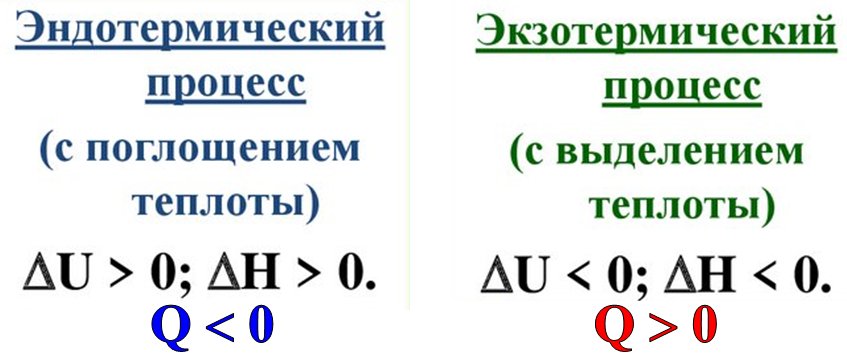 Эндотермический
процесс
(с поглощением
теплоты)
ΔU > 0; ΔH > 0.
Q < 0
Экзотермический
процесс
(с выделением
теплоты)
ΔU < 0; ΔH < 0.
Q > 0